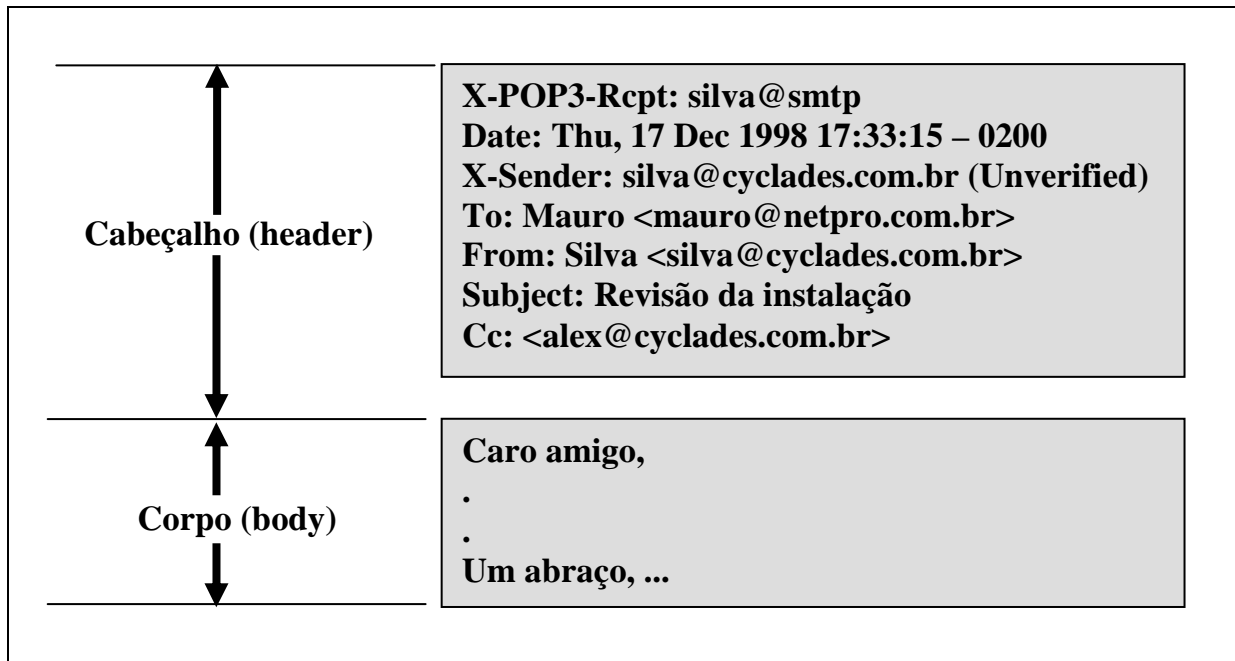 Cabeçalho (header)
X-POP3-Rcpt: silva@smtp
Date: Thu, 17 Dec 1998 17:33:15 – 0200
X-Sender: silva@cyclades.com.br (Unverified)
To: Mauro <mauro@netpro.com.br>
From: Silva <silva@cyclades.com.br>
Subject: Revisão da instalação
Cc: <alex@cyclades.com.br>
Corpo (body)
Caro amigo,
.
.
Um abraço, ...